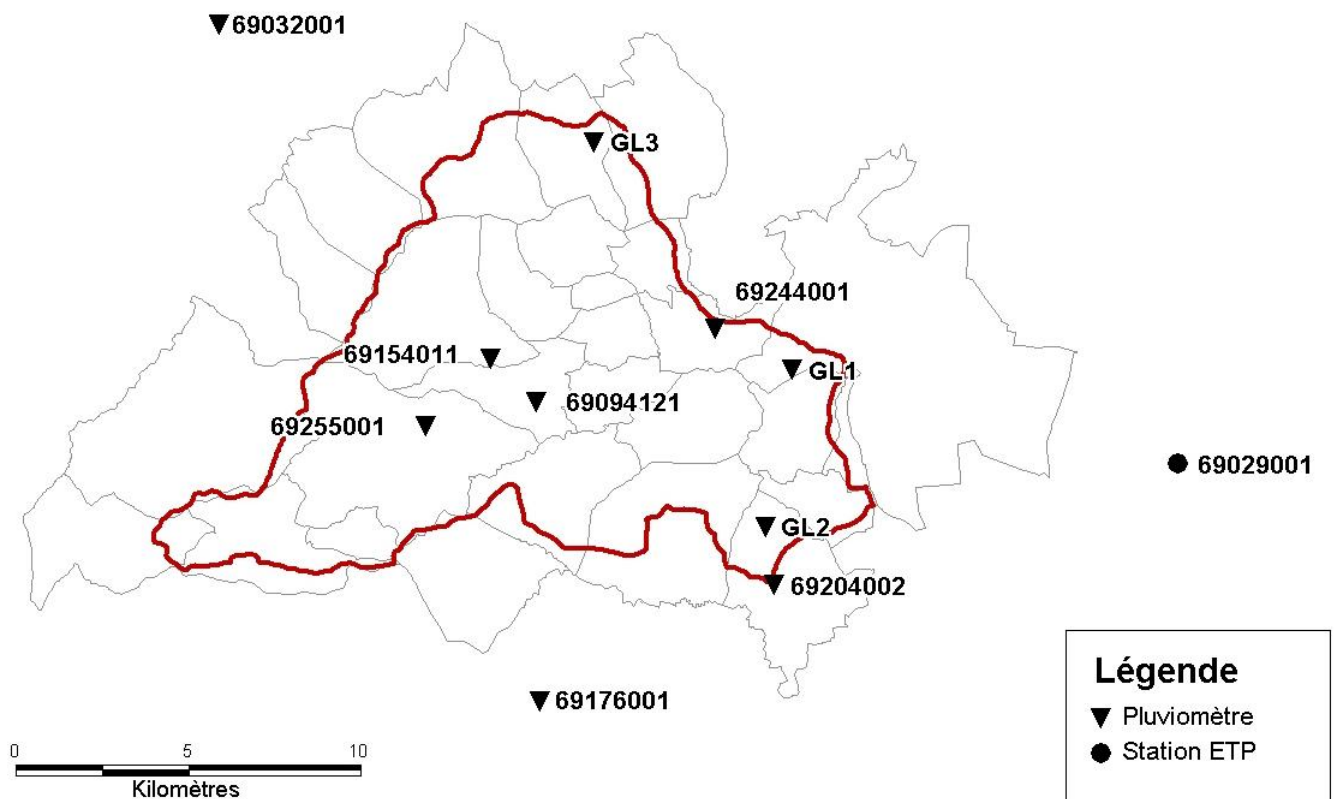 69032001
GL3
69244001
69154011
GL1
69094121
69255001
69029001
GL2
69204002
69176001
Légende
Pluviomètre
Station ETP
0 5 10
Kilomètres